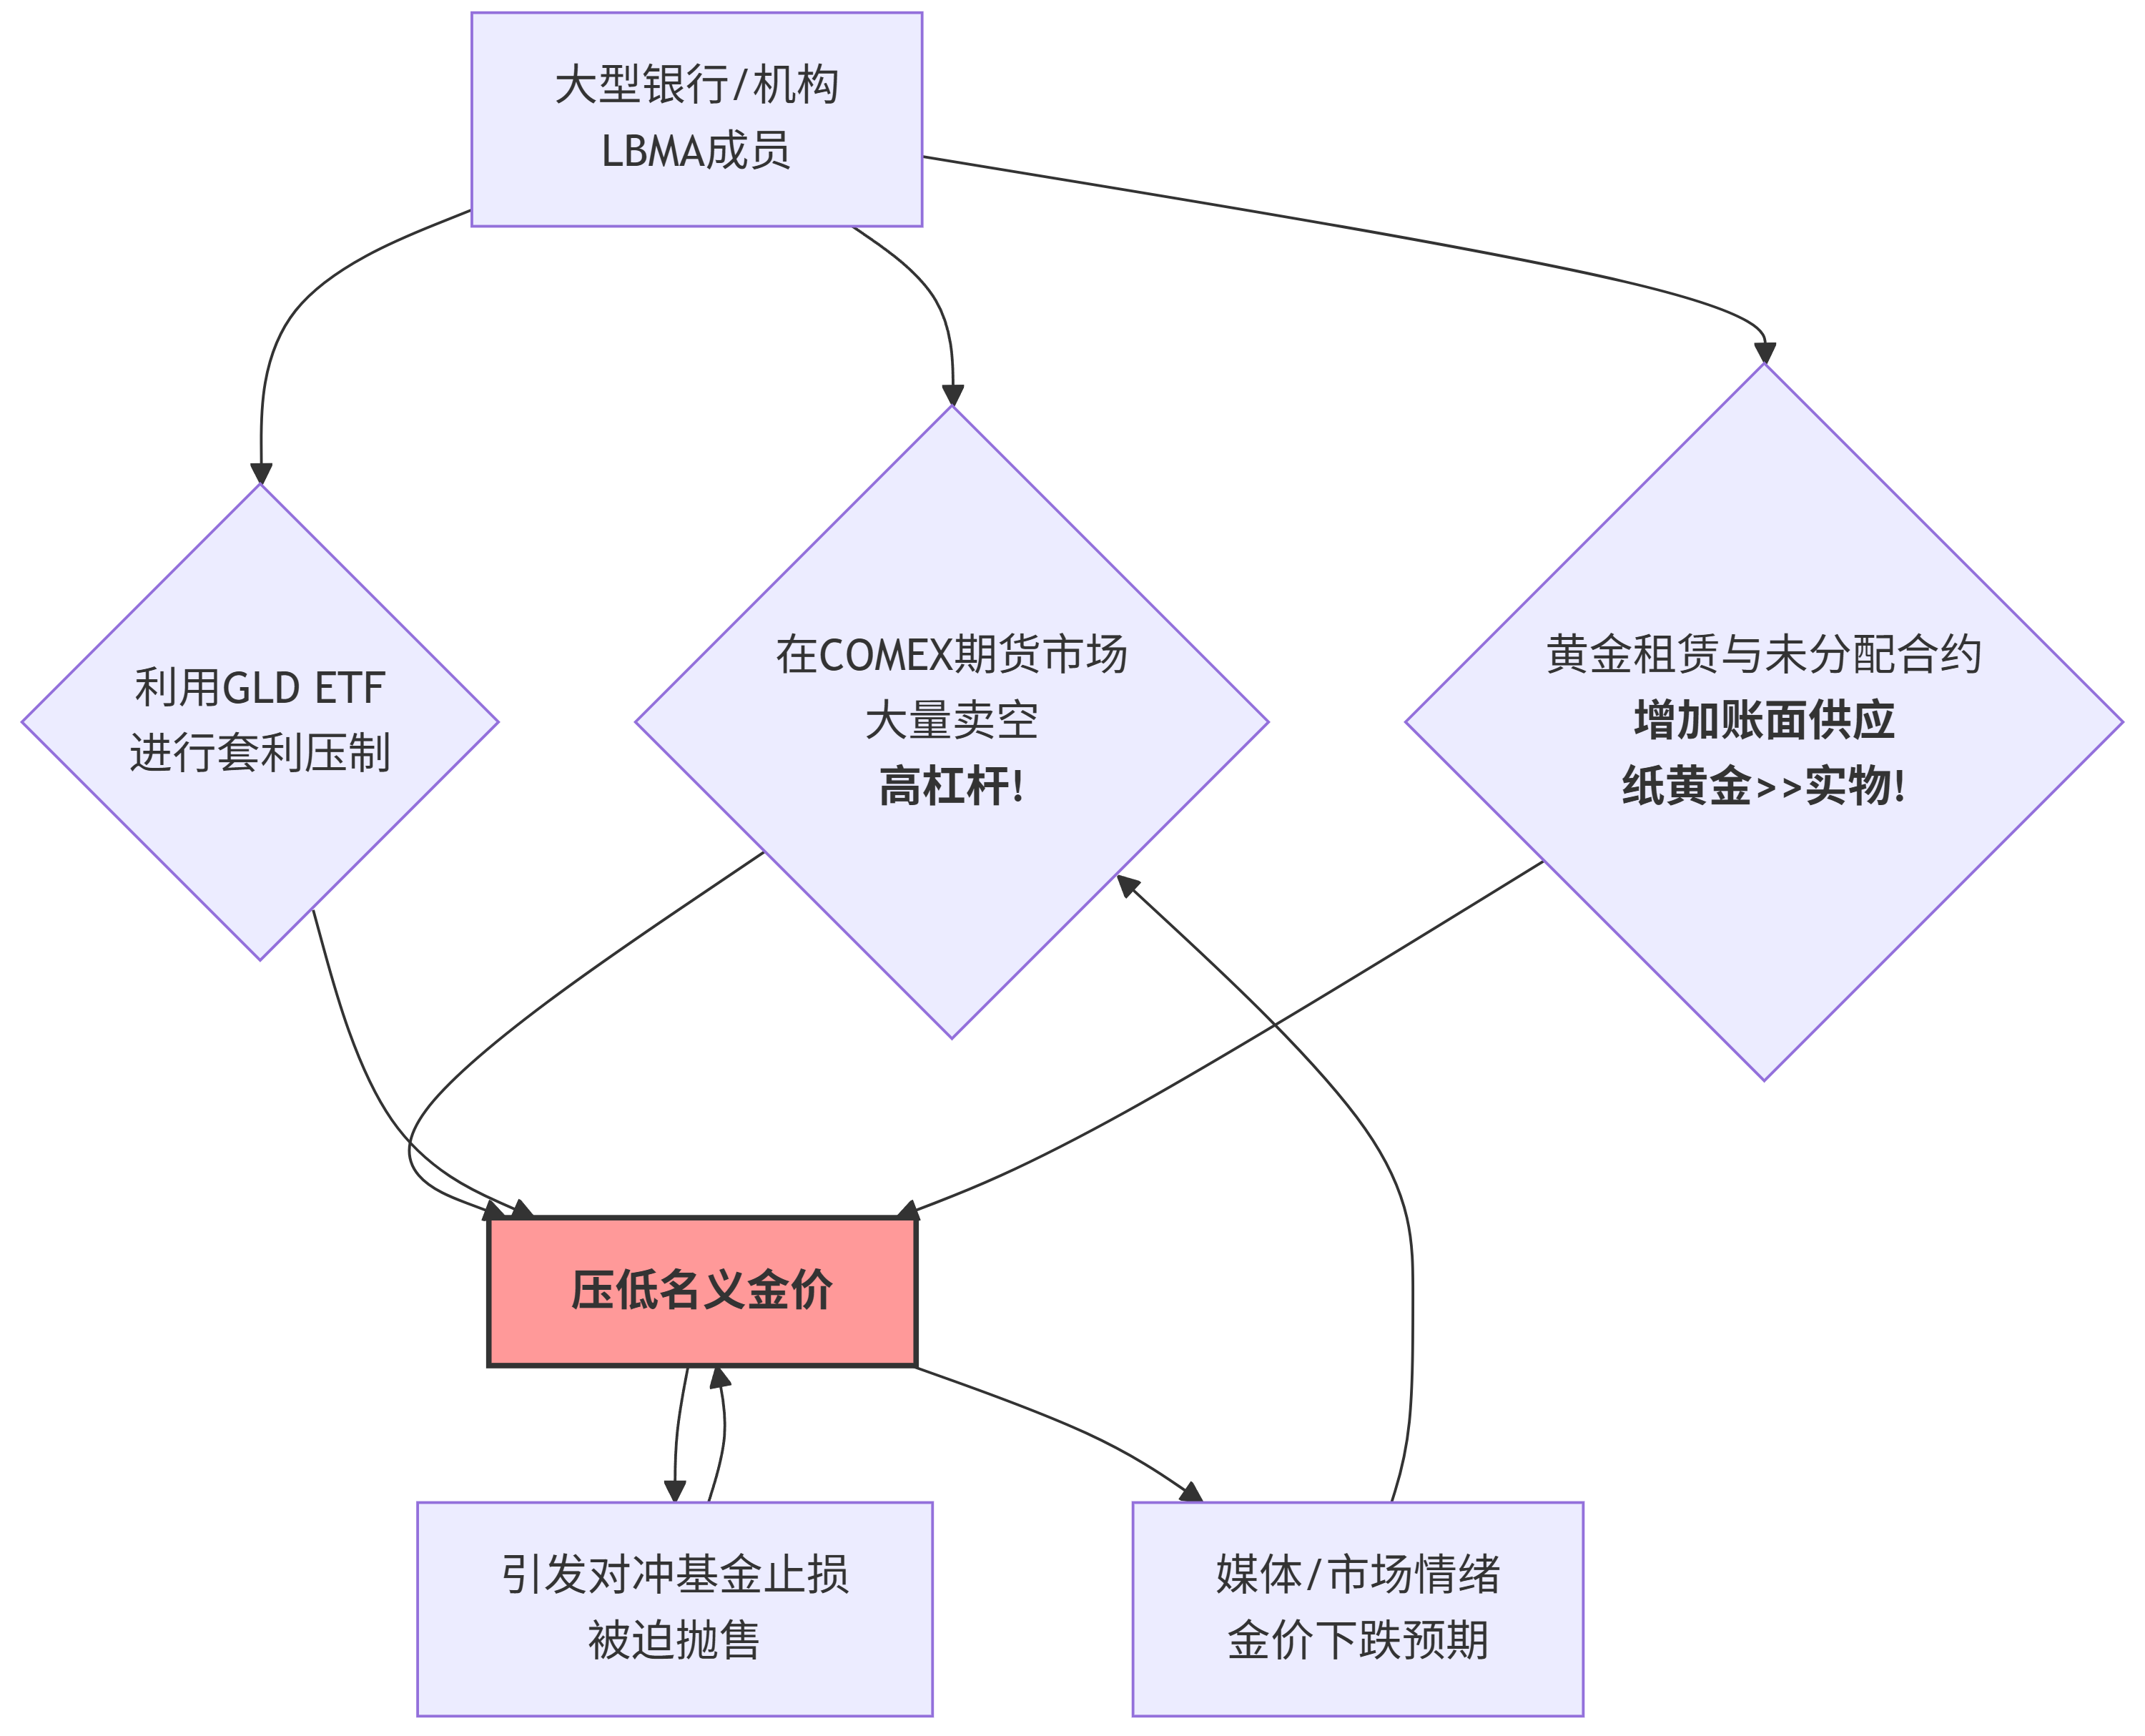 大型银行/机构
LBMA成员
利用GLD ETF
进行套利压制
在COMEX期货市场
大量卖空
高杠杆!
黄金租赁与未分配合约
增加账面供应
纸黄金>>实物!
压低名义金价
引发对冲基金止损
被迫抛售
媒体/市场情绪
金价下跌预期